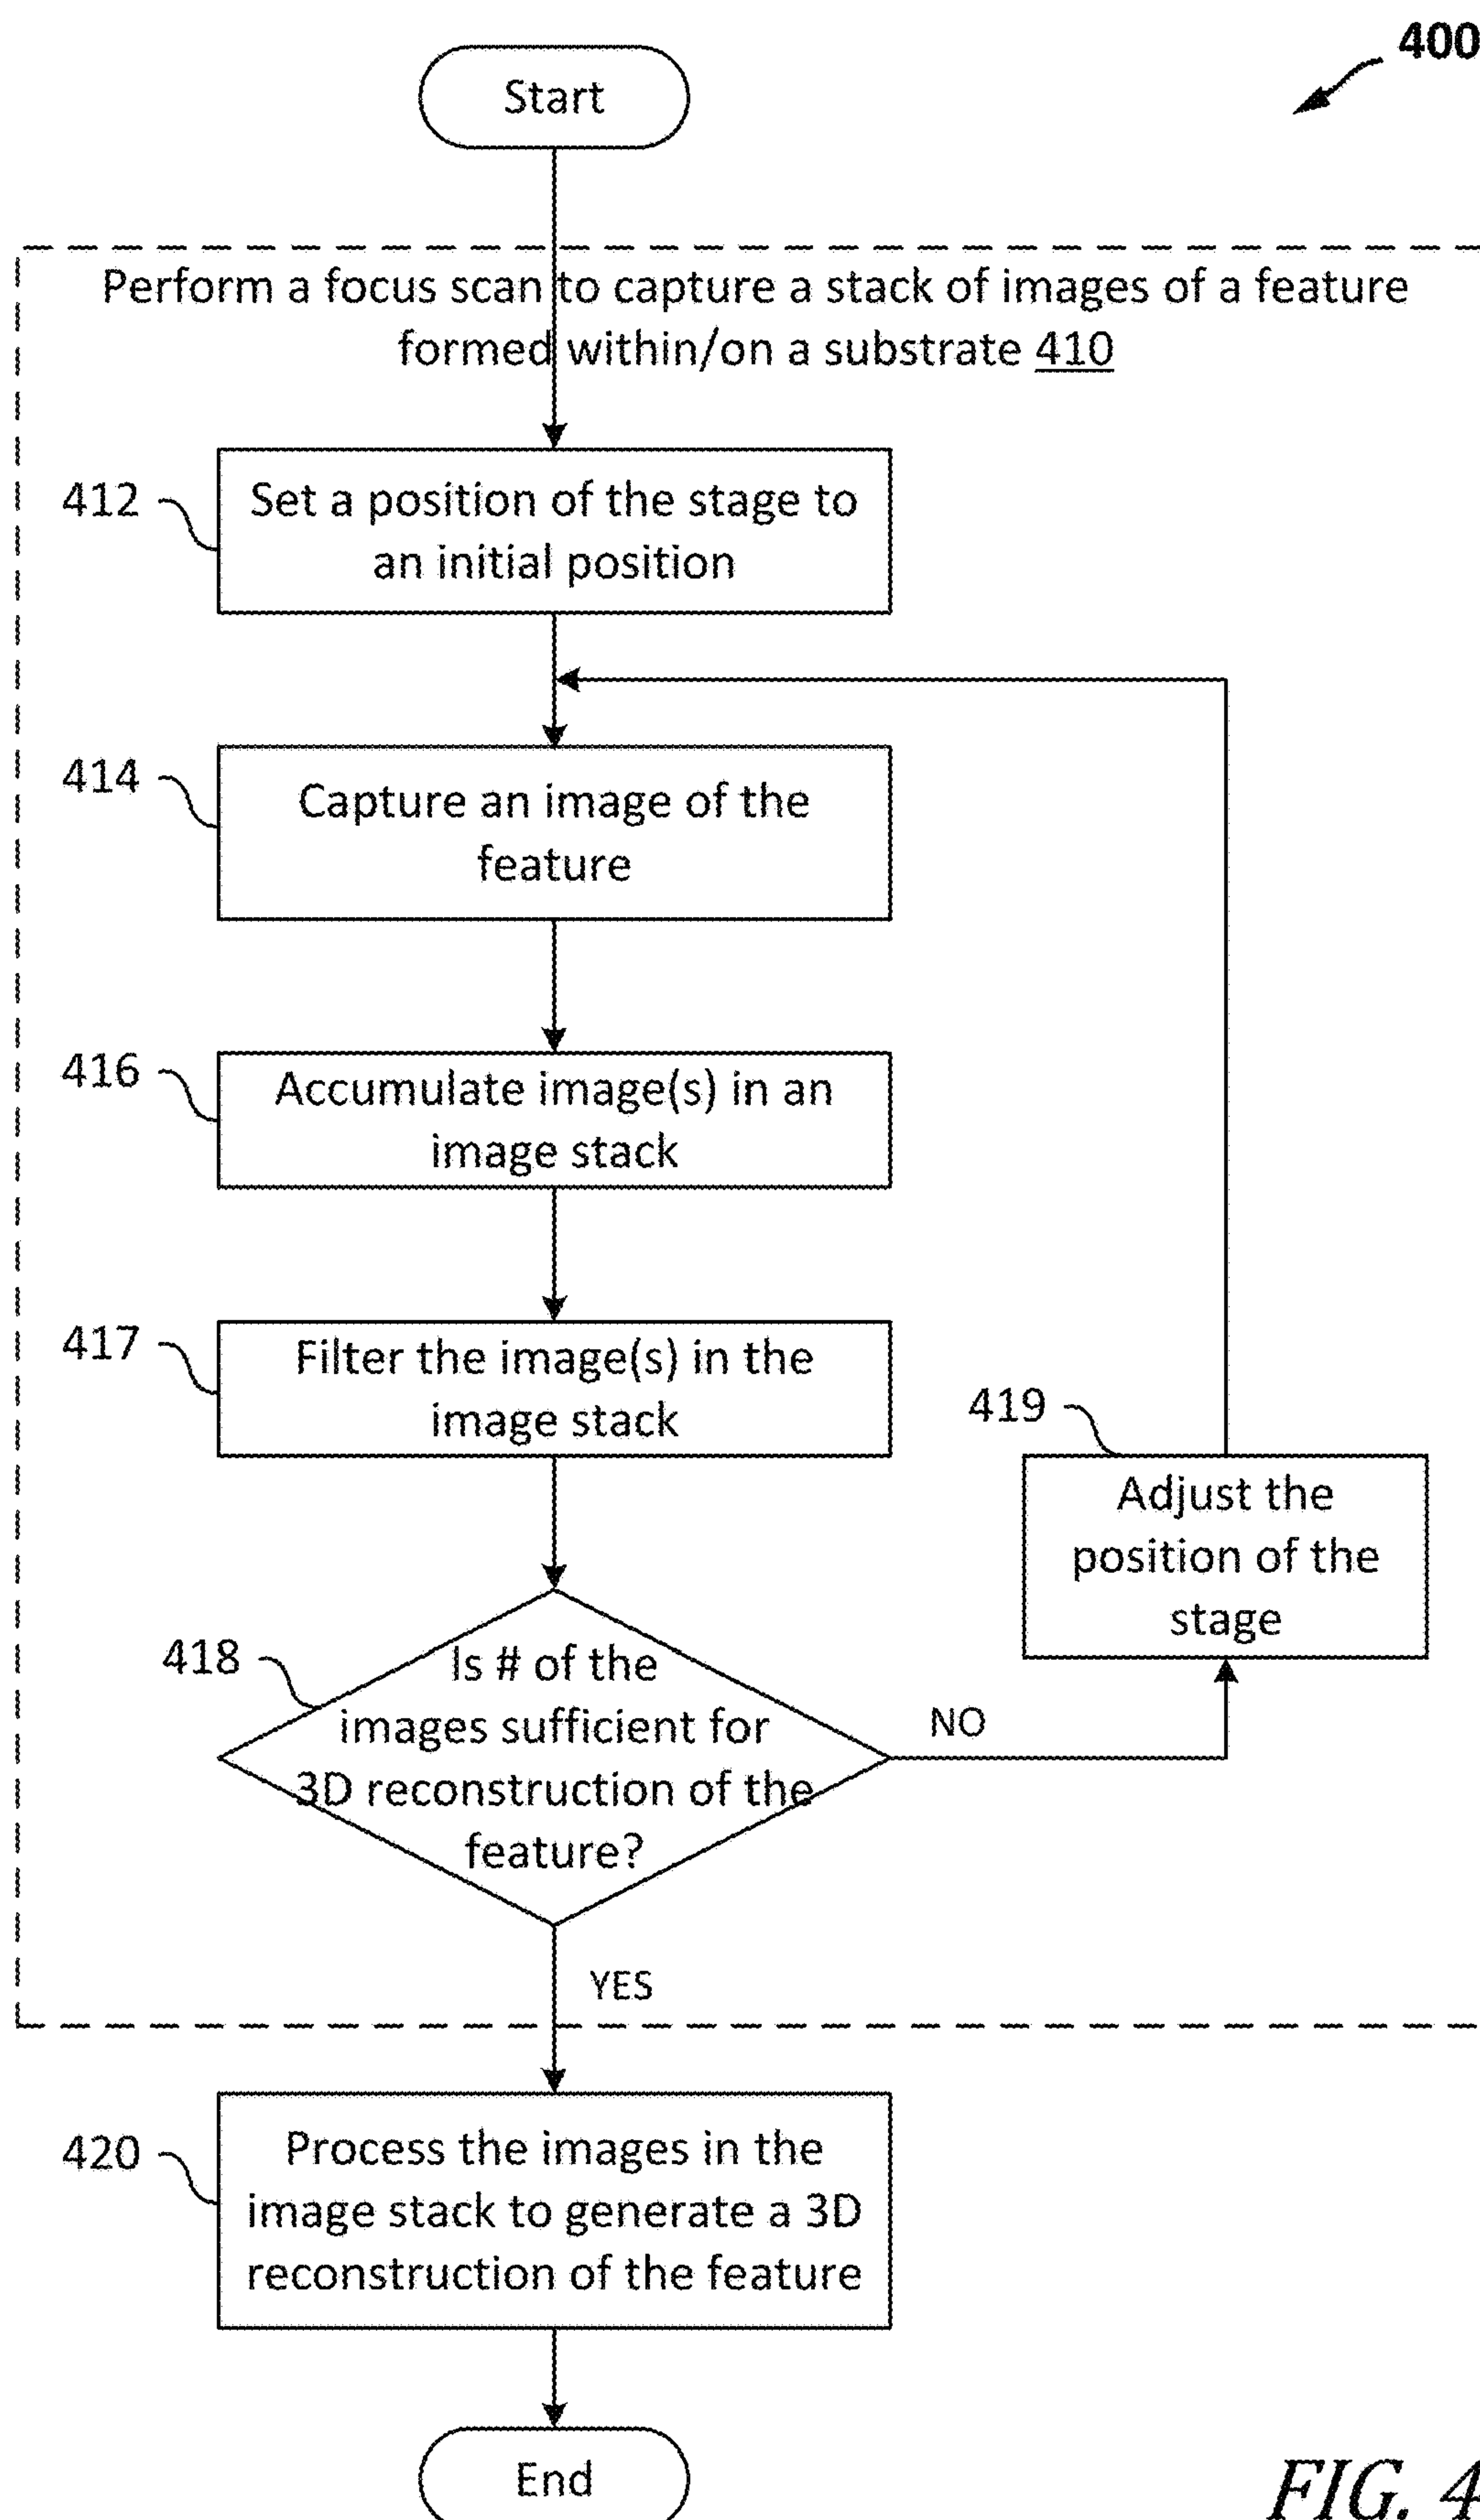 400
Start
Perform a focus scan to capture a stack of images of a feature
formed within/on a substrate 410
412
Set a position of the stage to
an initial position
414
Capture an image of the
feature
416
Accumulate image(s) in an
image stack
417
Filter the image(s) in the
image stack
419
Adjust the
position of the
stage
418
Is # of the
images sufficient for
3D reconstruction of the
feature?
NO
YES
420
Process the images in the
image stack to generate a 3D
reconstruction of the feature
End
FIG. 4